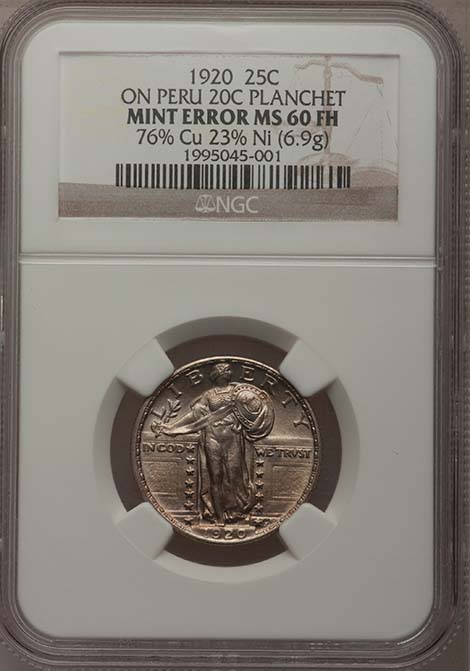 1920 25C
ON PERU 20C PLANCHET
MINT ERROR MS 60 FH
76% Cu 23% Ni (6.9g)
1995045-001
NGC
LIBERTY
IN GOD WE TRUST
1920